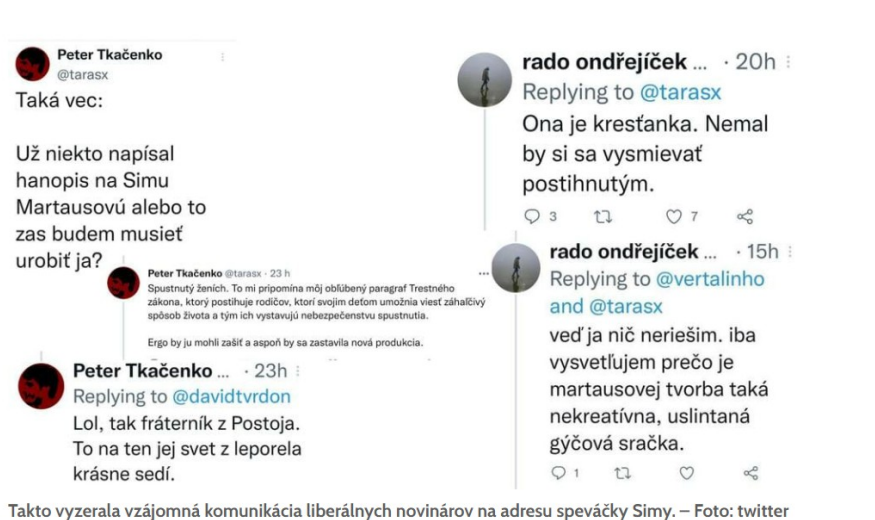 Peter Tkačenko
@tarasx
Taká vec:
Už niekto napísal
hanopis na Simu
Martausovú alebo to
zas budem musieť
urobiť ja?
Peter Tkačenko @tarasx · 23 h
Spustnutý ženích. To mi pripomína môj obľúbený paragraf Trestného
zákona, ktorý postihuje rodičov, ktorí svojim deťom umožnia viesť záhaľčivý
spôsob života a tým ich vystavujú nebezpečenstvu spustnutia.
Ergo by ju mohli zašiť a aspoň by sa zastavila nová produkcia.
Peter Tkačenko ... · 23h
Replying to @davidtvrdon
Lol, tak fráterník z Postoja.
To na ten jej svet z leporela
krásne sedí.
rado ondřejíček ... · 20h
Replying to @tarasx
Ona je kresťanka. Nemal
by si sa vysmievať
postihnutým.
3 7
rado ondřejíček ... · 15h
Replying to @vertalinho
and @tarasx
veď ja nič neriešim. iba
vysvetľujem prečo je
martausovej tvorba taká
nekreatívna, uslintaná
gýčová sračka.
1
Takto vyzerala vzájomná komunikácia liberálnych novinárov na adresu speváčky Simy. – Foto: twitter